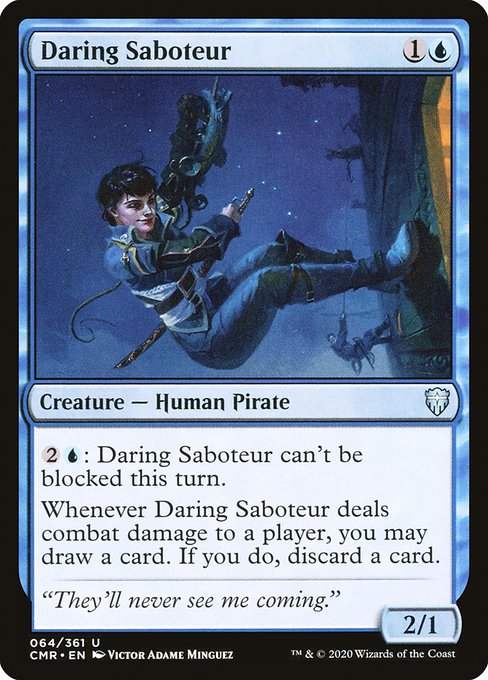 Daring Saboteur 1
Creature — Human Pirate
2 : Daring Saboteur can't be
blocked this turn.
Whenever Daring Saboteur deals
combat damage to a player, you may
draw a card. If you do, discard a card.
“They'll never see me coming.”
2/1
064/361 U
CMR • EN Victor Adame Minguez
™ & © 2020 Wizards of the Coast